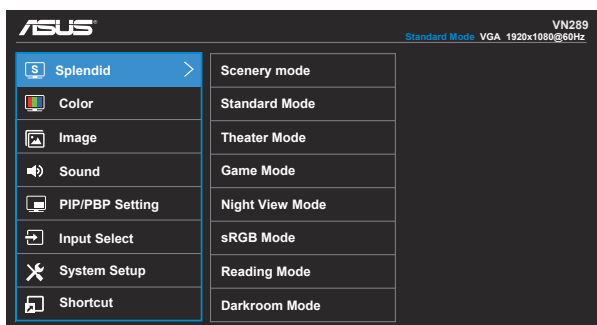 ASUS
VN289
Standard Mode VGA 1920x1080@60Hz
S Splendid
Color
Image
Sound
PIP/PBP Setting
Input Select
System Setup
Shortcut
Scenery mode
Standard Mode
Theater Mode
Game Mode
Night View Mode
sRGB Mode
Reading Mode
Darkroom Mode